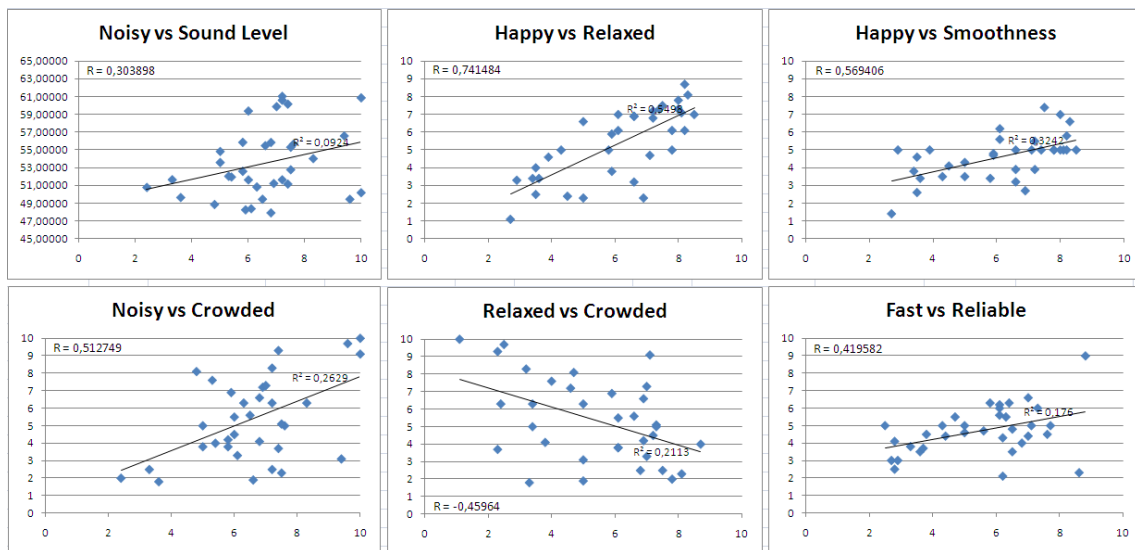 Noisy vs Sound Level
R = 0,303898
65,00000
63,00000
61,00000
59,00000
57,00000
55,00000
53,00000
51,00000
49,00000
47,00000
45,00000
R² = 0,0924
0 2 4 6 8 10
Happy vs Relaxed
R = 0,741484
10
9
8
7
6
5
4
3
2
1
0
R² = 0,5498
0 2 4 6 8 10
Happy vs Smoothness
R = 0,569406
10
9
8
7
6
5
4
3
2
1
0
R² = 0,3242
0 2 4 6 8 10
Noisy vs Crowded
R = 0,512749
10
9
8
7
6
5
4
3
2
1
0
R² = 0,2629
0 2 4 6 8 10
Relaxed vs Crowded
10
9
8
7
6
5
4
3
2
1
0
R² = 0,2113
R = -0,45964
0 2 4 6 8 10
Fast vs Reliable
R = 0,419582
10
9
8
7
6
5
4
3
2
1
0
R² = 0,176
0 2 4 6 8 10